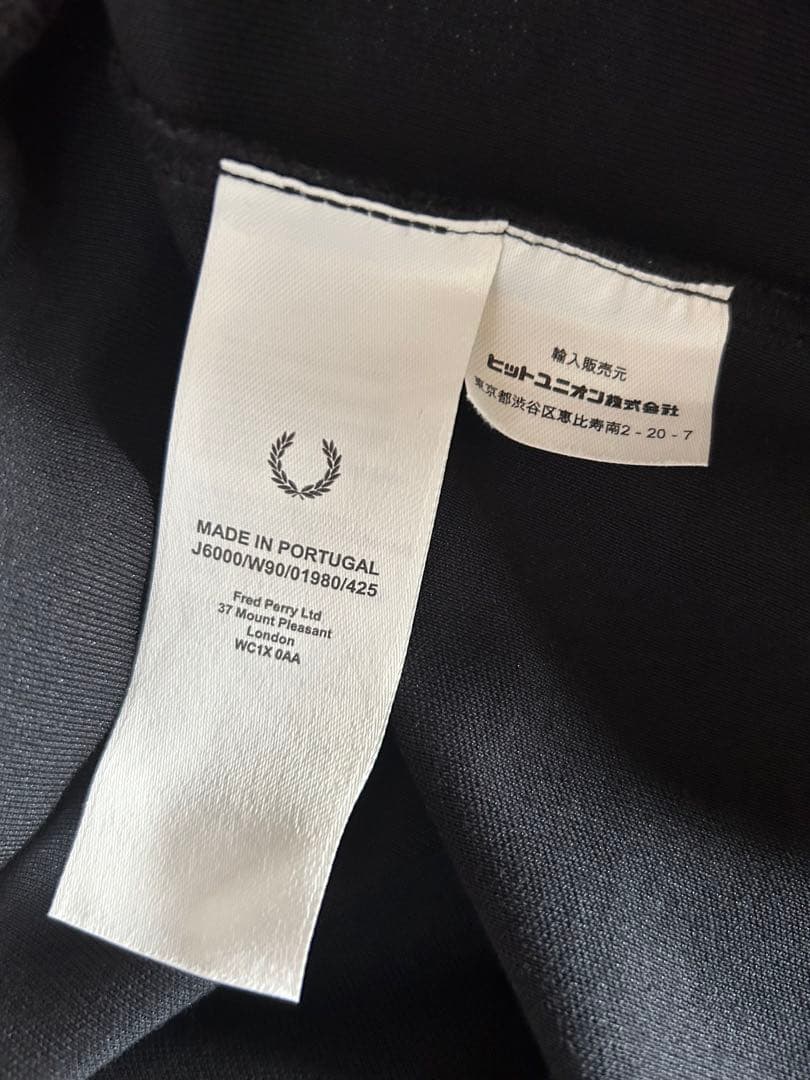 MADE IN PORTUGAL
J6000/W90/01980/425
Fred Perry Ltd
37 Mount Pleasant
London
WC1X 0AA
輸入販売元
ヒットユニオン株式会社
東京都渋谷区恵比寿南2-20-7